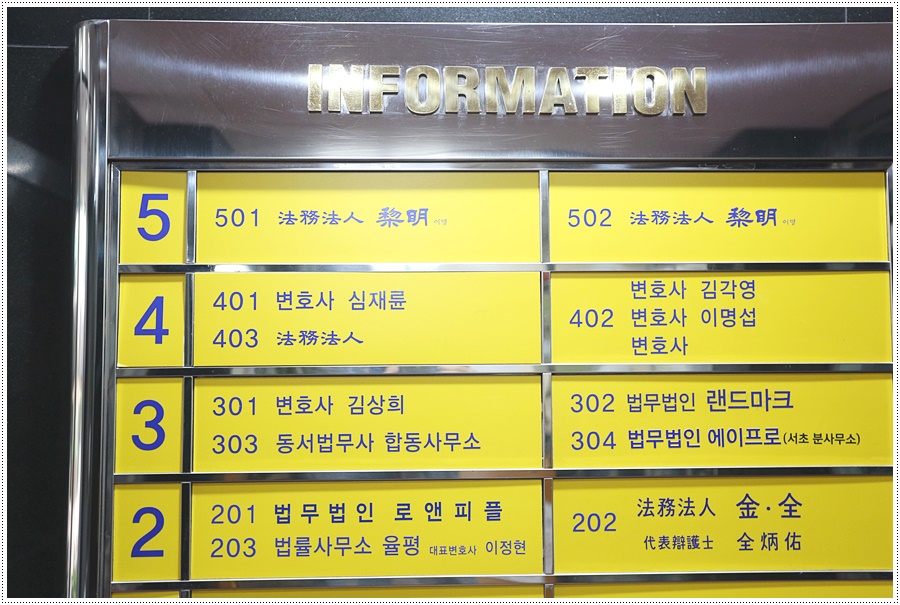 INFORMATION
5
501 法務法人 黎明 여명
502 法務法人 黎明 여명
4
401 변호사 심재륜
403 法務法人
402
변호사 김각영
변호사 이명섭
변호사
3
301 변호사 김상희
303 동서법무사 합동사무소
302 법무법인 랜드마크
304 법무법인 에이프로 (서초 분사무소)
2
201 법무법인 로앤피플
203 법률사무소 율평 대표변호사 이정현
202
法務法人 金·全
代表辯護士 全炳佑